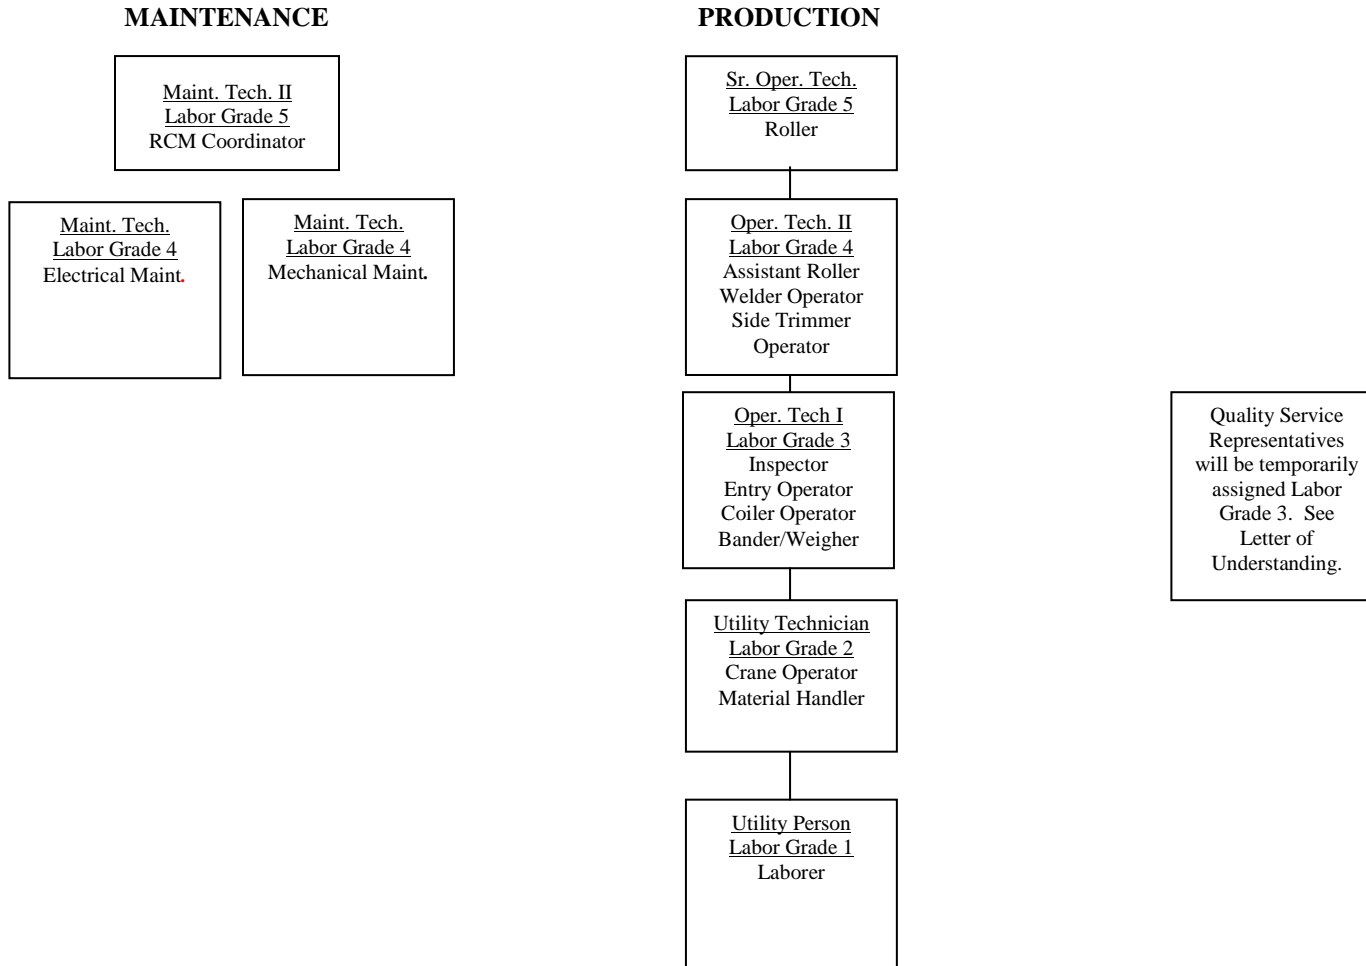 MAINTENANCE
PRODUCTION
Maint. Tech. II
Labor Grade 5
RCM Coordinator
Sr. Oper. Tech.
Labor Grade 5
Roller
Maint. Tech.
Labor Grade 4
Electrical Maint.
Maint. Tech.
Labor Grade 4
Mechanical Maint.
Oper. Tech. II
Labor Grade 4
Assistant Roller
Welder Operator
Side Trimmer
Operator
Oper. Tech I
Labor Grade 3
Inspector
Entry Operator
Coiler Operator
Bander/Weigher
Quality Service
Representatives
will be temporarily
assigned Labor
Grade 3.  See
Letter of
Understanding.
Utility Technician
Labor Grade 2
Crane Operator
Material Handler
Utility Person
Labor Grade 1
Laborer